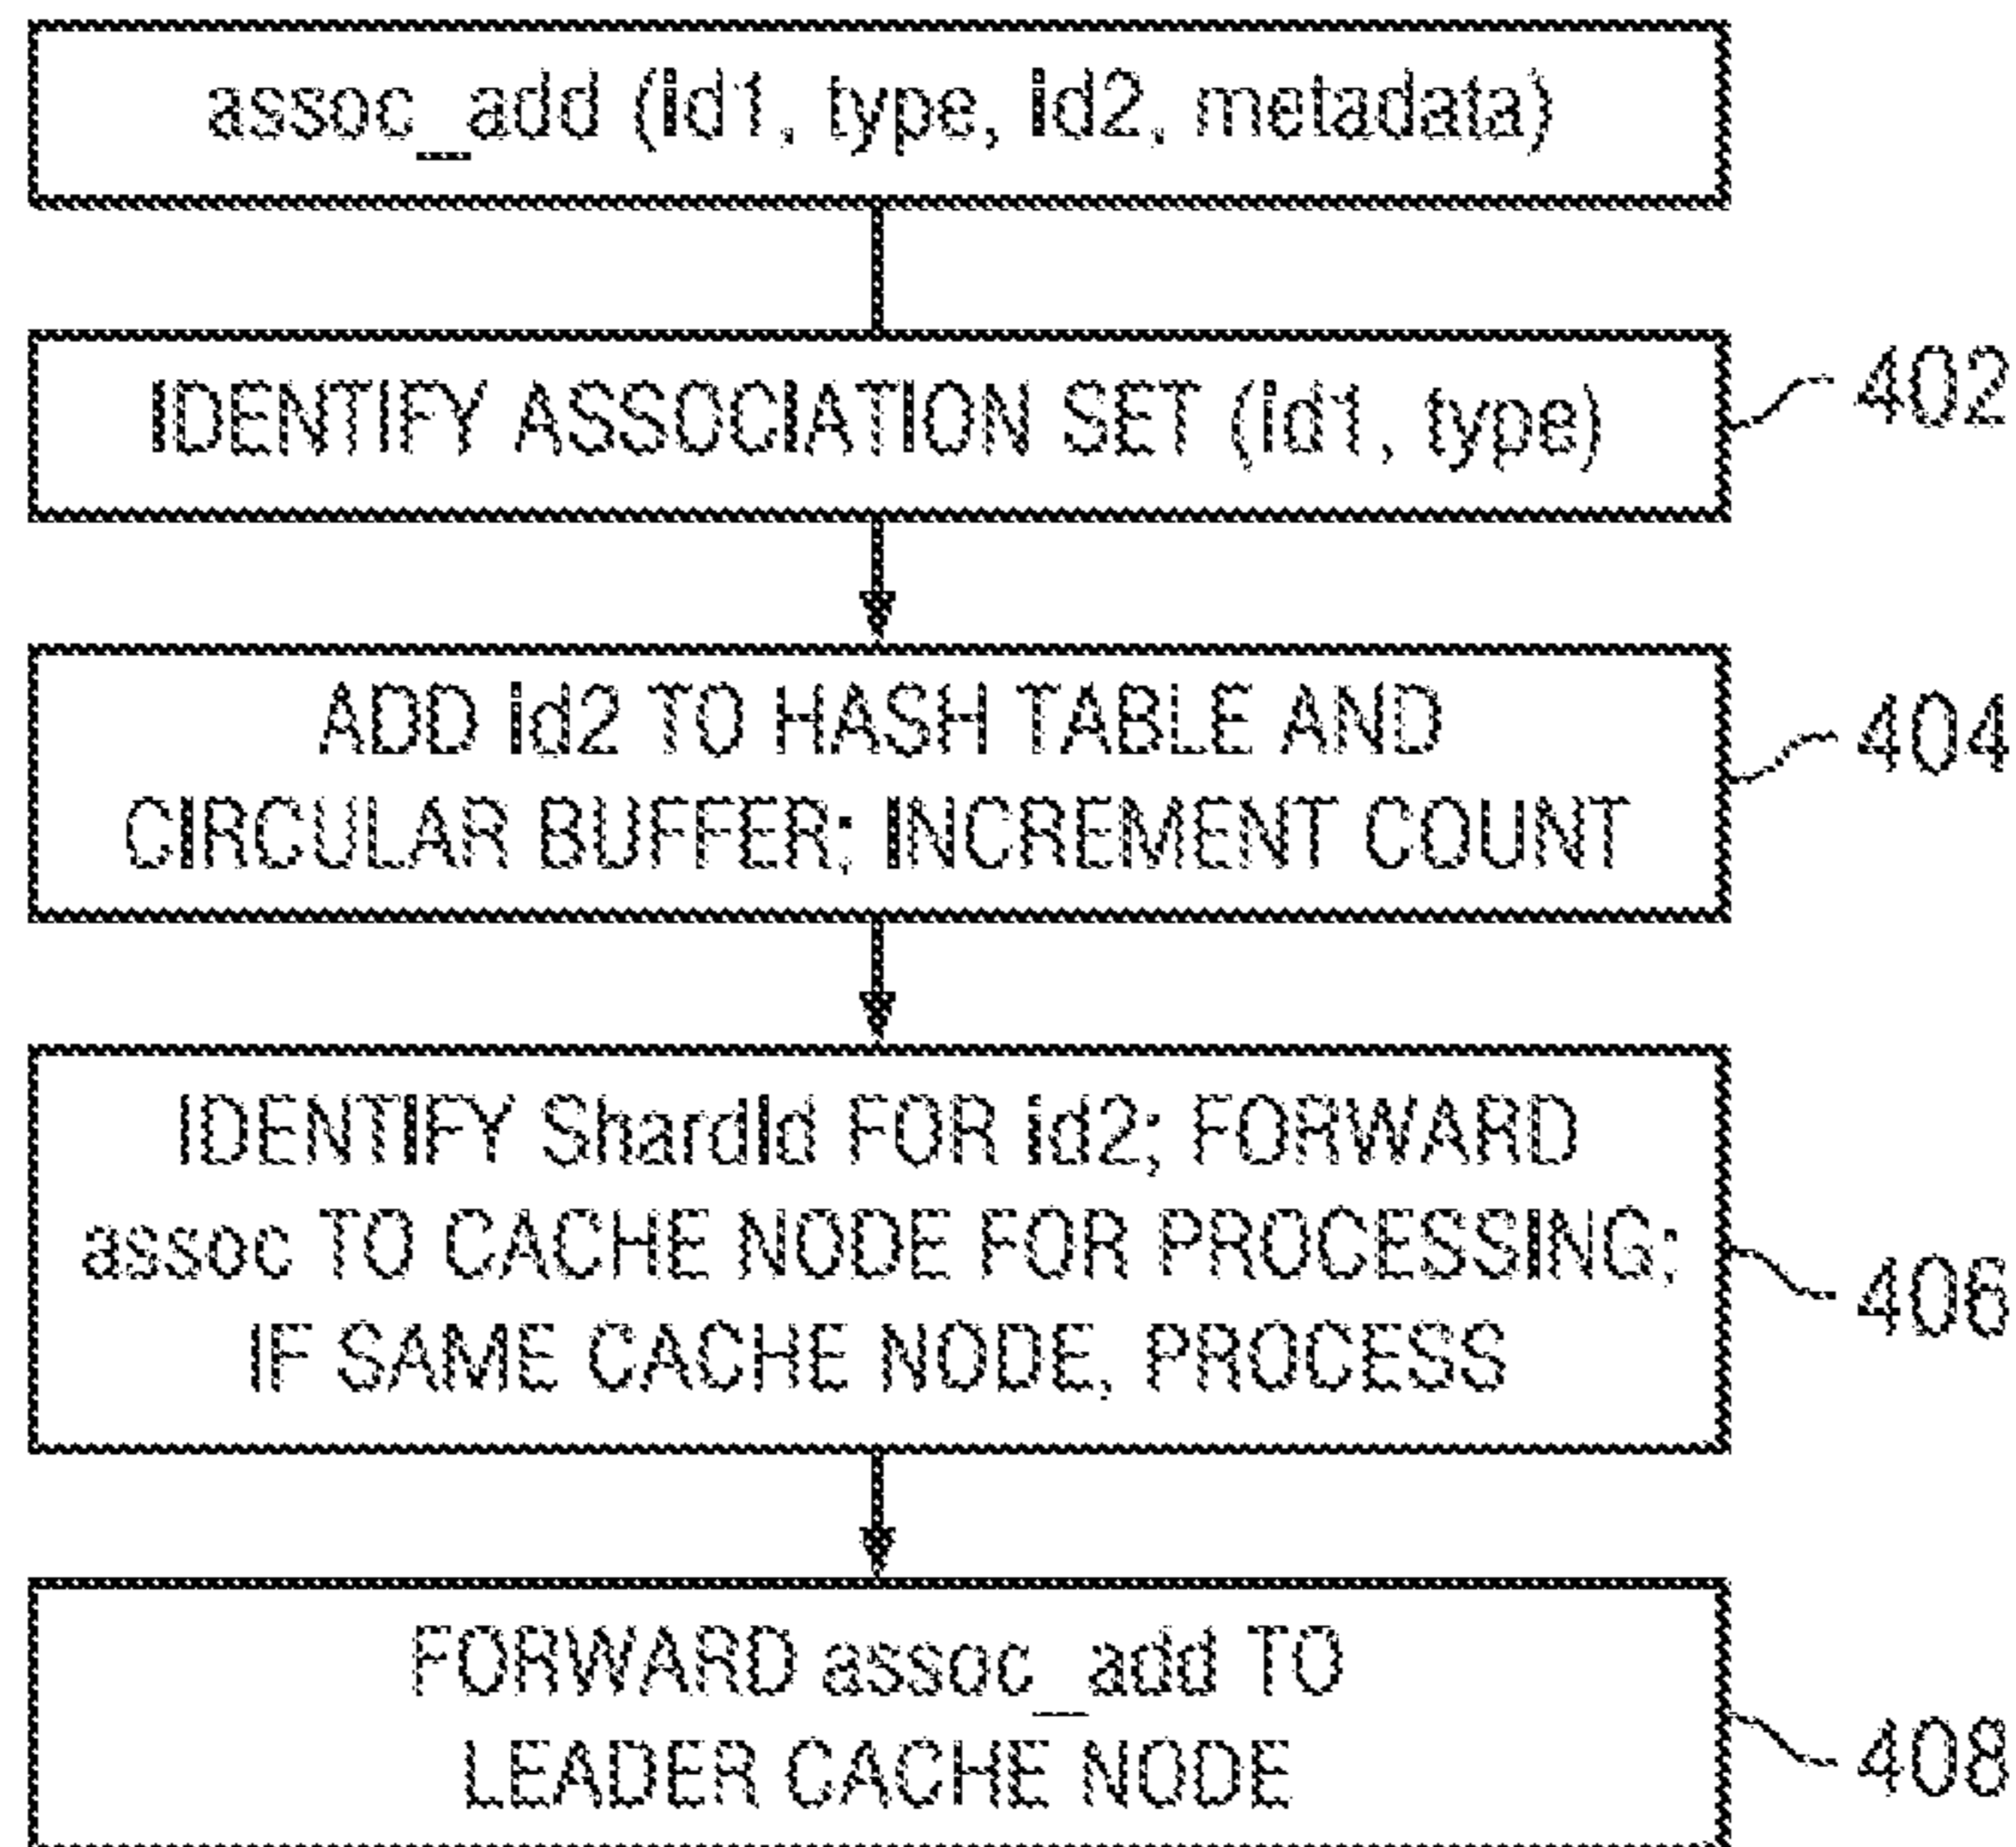 assoc_add (id1, type, id2, metadata)
IDENTIFY ASSOCIATION SET (id1, type)
402
ADD id2 TO HASH TABLE AND
CIRCULAR BUFFER; INCREMENT COUNT
404
IDENTIFY ShardId FOR id2; FORWARD
assoc TO CACHE NODE FOR PROCESSING;
IF SAME CACHE NODE, PROCESS
406
FORWARD assoc_add TO
LEADER CACHE NODE
408